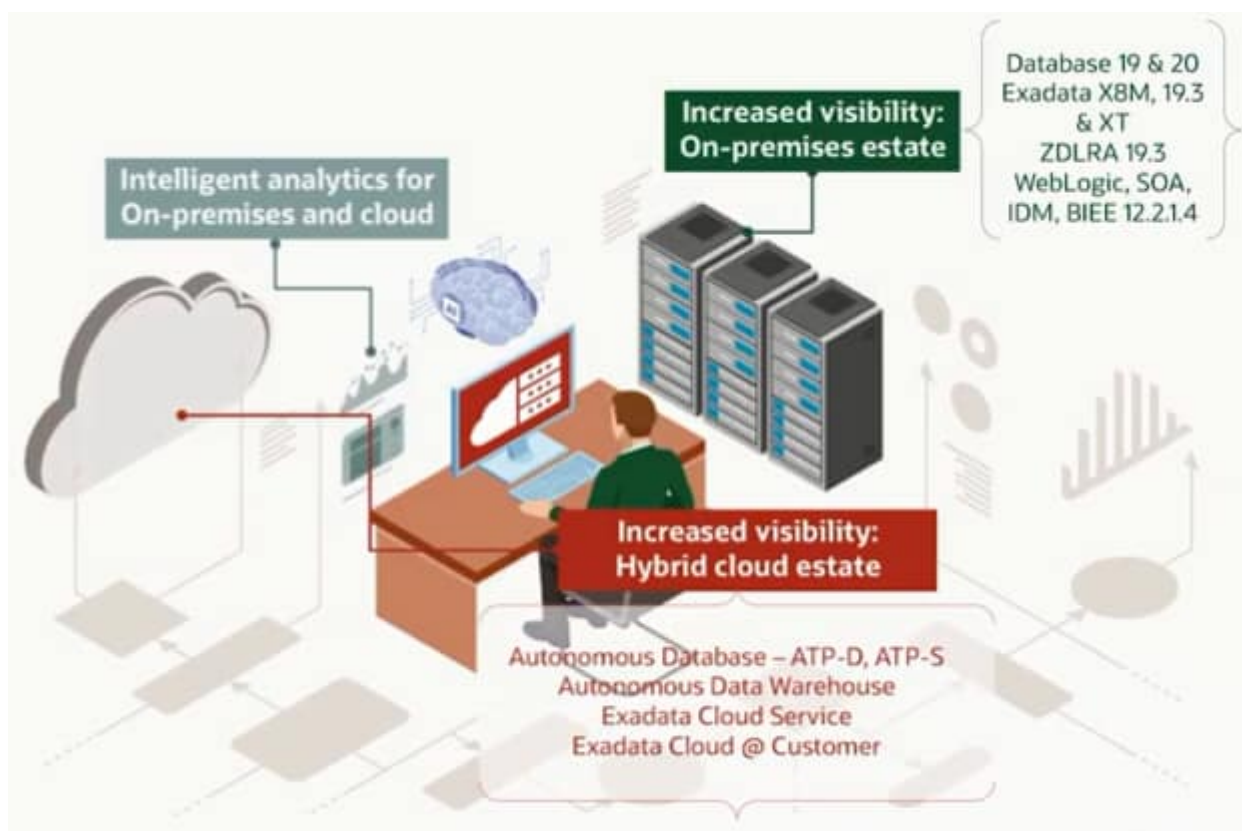 Database 19 & 20
Exadata X8M, 19.3
& XT
ZDLRA 19.3
WebLogic, SOA,
IDM, BIEE 12.2.1.4
Increased visibility:
On-premises estate
Intelligent analytics for
On-premises and cloud
AI
Increased visibility:
Hybrid cloud estate
Autonomous Database – ATP-D, ATP-S
Autonomous Data Warehouse
Exadata Cloud Service
Exadata Cloud @ Customer